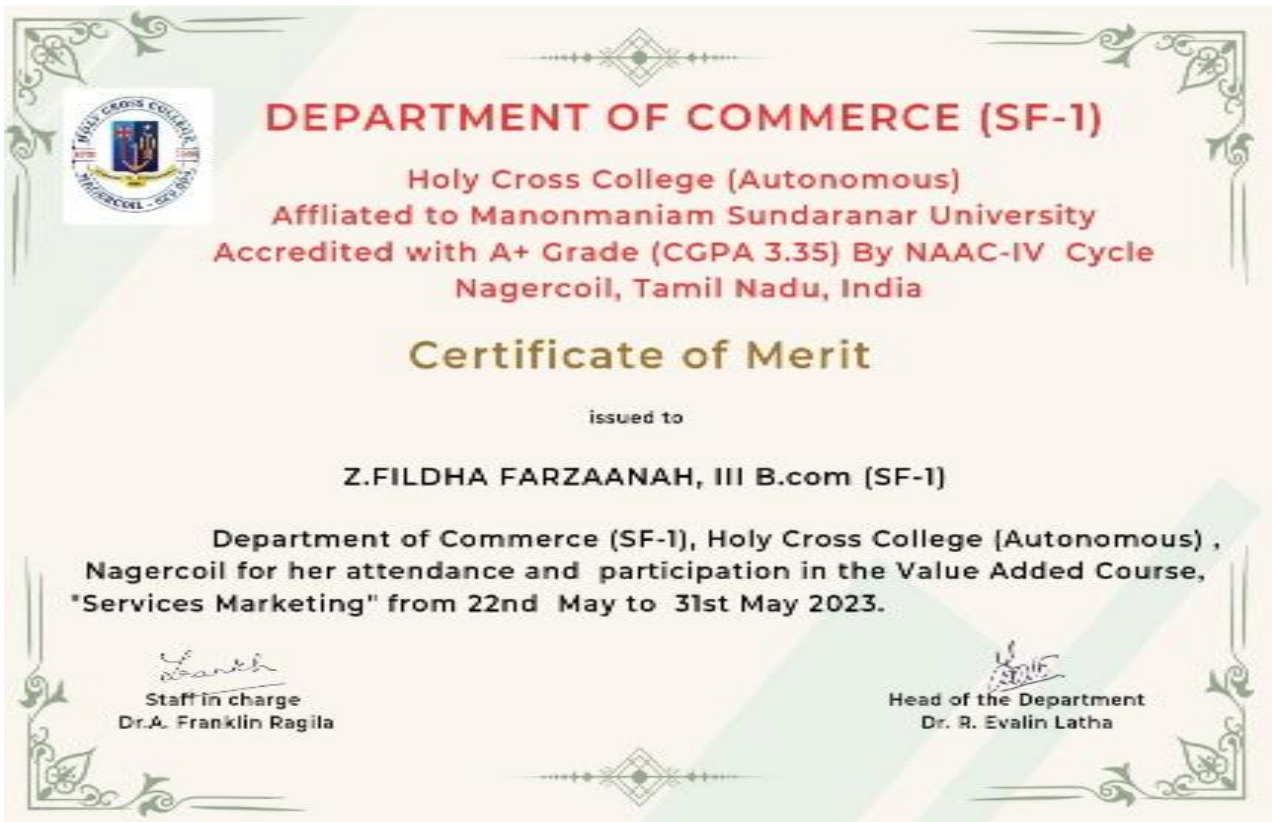 HOLY CROSS COLLEGE
DEPARTMENT OF COMMERCE (SF-1)
Holy Cross College (Autonomous)
Affliated to Manonmaniam Sundaranar University
Accredited with A+ Grade (CGPA 3.35) By NAAC-IV Cycle
Nagercoil, Tamil Nadu, India
Certificate of Merit
issued to
Z.FILDHA FARZAANAH, III B.com (SF-1)
Department of Commerce (SF-1), Holy Cross College (Autonomous) ,
Nagercoil for her attendance and participation in the Value Added Course,
"Services Marketing" from 22nd May to 31st May 2023.
Staff in charge
Dr.A. Franklin Ragila
Head of the Department
Dr. R. Evalin Latha